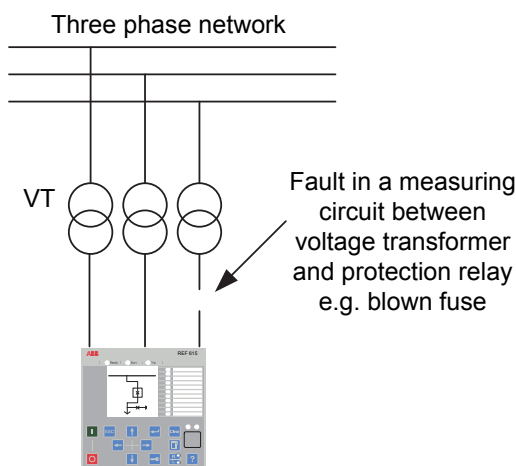 Three phase network
VT
Fault in a measuring
circuit between
voltage transformer
and protection relay
e.g. blown fuse
ABB
REF 615